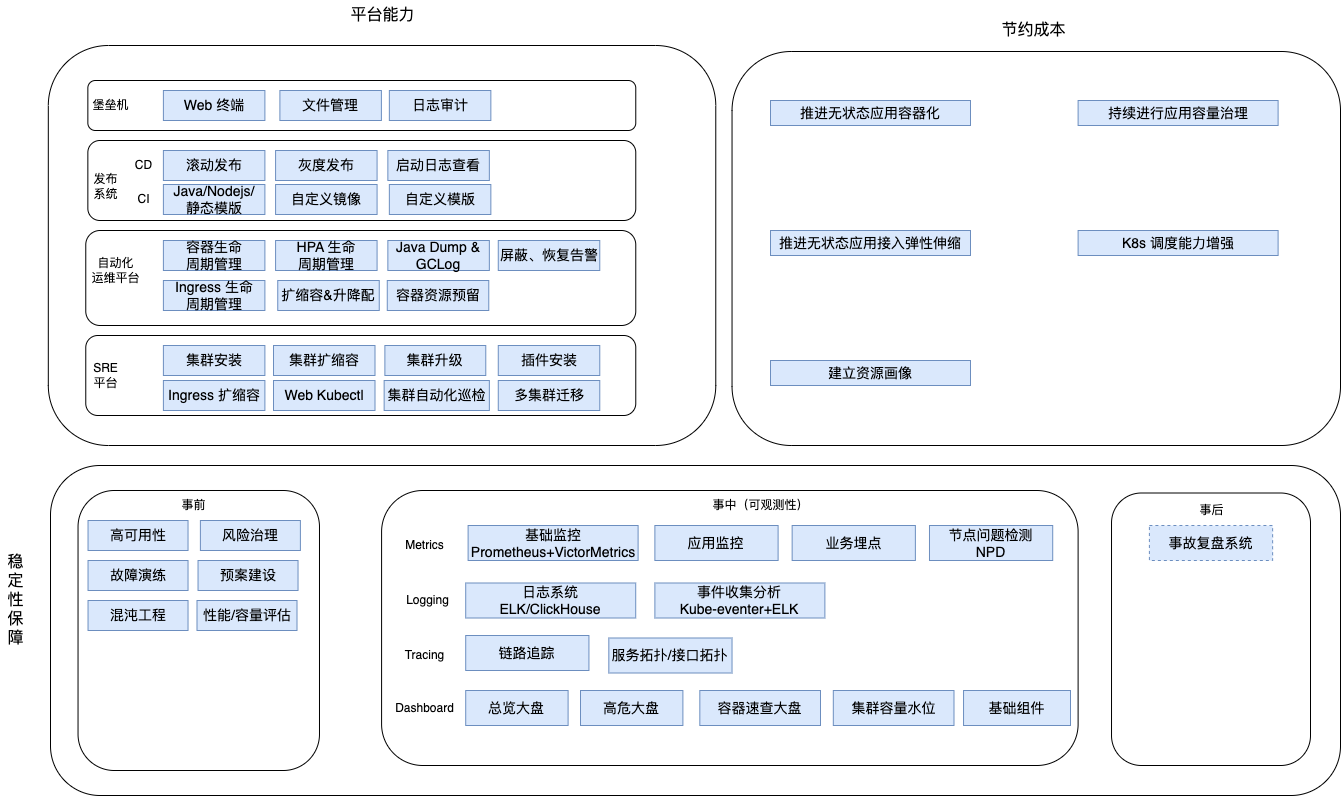 平台能力
堡垒机
Web 终端
文件管理
日志审计
发布
系统
CD
滚动发布
灰度发布
启动日志查看
CI
Java/Nodejs/
静态模版
自定义镜像
自定义模版
自动化
运维平台
容器生命
周期管理
HPA 生命
周期管理
Java Dump &
GCLog
屏蔽、恢复告警
Ingress 生命
周期管理
扩缩容&升降配
容器资源预留
SRE
平台
集群安装
集群扩缩容
集群升级
插件安装
Ingress 扩缩容
Web Kubectl
集群自动化巡检
多集群迁移
节约成本
推进无状态应用容器化
持续进行应用容量治理
推进无状态应用接入弹性伸缩
K8s 调度能力增强
建立资源画像
稳定性保障
事前
高可用性
风险治理
故障演练
预案建设
混沌工程
性能/容量评估
事中（可观测性）
Metrics
基础监控
Prometheus+VictorMetrics
应用监控
业务埋点
节点问题检测
NPD
Logging
日志系统
ELK/ClickHouse
事件收集分析
Kube-eventer+ELK
Tracing
链路追踪
服务拓扑/接口拓扑
Dashboard
总览大盘
高危大盘
容器速查大盘
集群容量水位
基础组件
事后
事故复盘系统